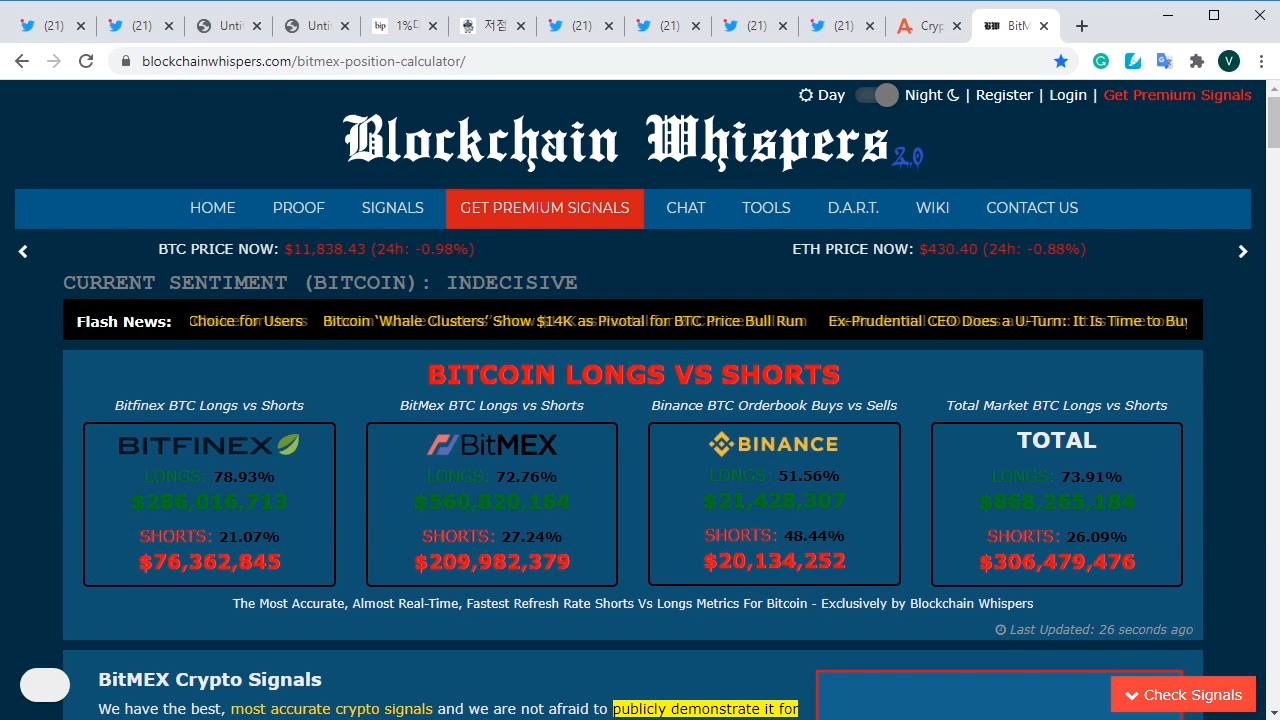 (21)
(21)
Unti
Unti
bip 1%다
저점
(21)
(21)
(21)
(21)
Cryp
BitM
blockchainwhispers.com/bitmex-position-calculator/
V
Day Night | Register | Login | Get Premium Signals
Blockchain Whispers 2.0
HOME PROOF SIGNALS GET PREMIUM SIGNALS CHAT TOOLS D.A.R.T. WIKI CONTACT US
BTC PRICE NOW: $11,838.43 (24h: -0.98%) ETH PRICE NOW: $430.40 (24h: -0.88%)
CURRENT SENTIMENT (BITCOIN): INDECISIVE
Flash News: Choice for Users Bitcoin 'Whale Clusters' Show $14K as Pivotal for BTC Price Bull Run Ex-Prudential CEO Does a U-Turn: It Is Time to Buy
BITCOIN LONGS VS SHORTS
Bitfinex BTC Longs vs Shorts
BITFINEX
LONGS: 78.93%
$286,016,713
SHORTS: 21.07%
$76,362,845
BitMex BTC Longs vs Shorts
BitMEX
LONGS: 72.76%
$560,820,164
SHORTS: 27.24%
$209,982,379
Binance BTC Orderbook Buys vs Sells
BINANCE
LONGS: 51.56%
$21,428,307
SHORTS: 48.44%
$20,134,252
Total Market BTC Longs vs Shorts
TOTAL
LONGS: 73.91%
$868,265,184
SHORTS: 26.09%
$306,479,476
The Most Accurate, Almost Real-Time, Fastest Refresh Rate Shorts Vs Longs Metrics For Bitcoin - Exclusively by Blockchain Whispers
Last Updated: 26 seconds ago
BitMEX Crypto Signals
We have the best, most accurate crypto signals and we are not afraid to publicly demonstrate it for
Check Signals